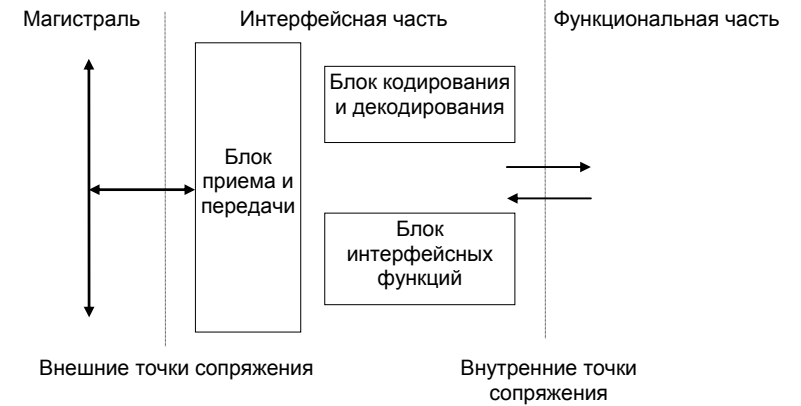 Магистраль
Интерфейсная часть
Функциональная часть
Блок кодирования
и декодирования
Блок
приема и
передачи
Блок
интерфейсных
функций
Внешние точки сопряжения
Внутренние точки
сопряжения